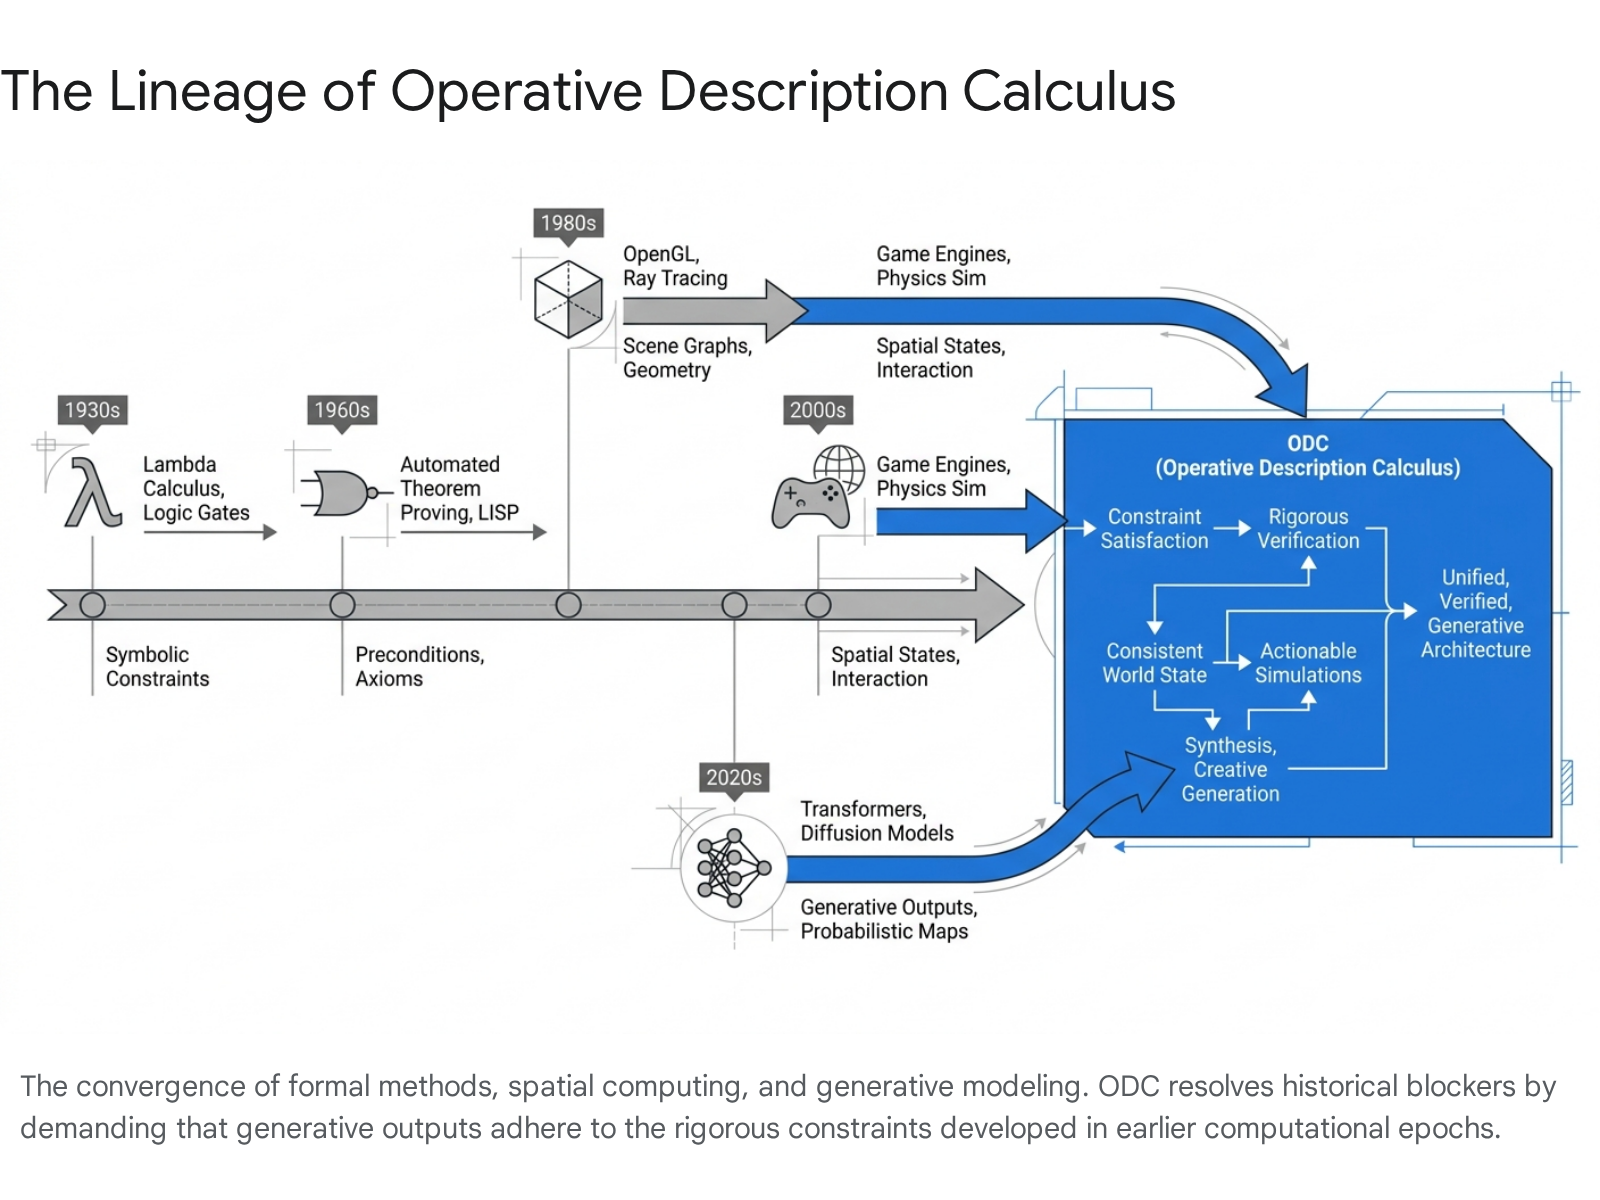 The Lineage of Operative Description Calculus
1980s
OpenGL,
Ray Tracing
Game Engines,
Physics Sim
Scene Graphs,
Geometry
Spatial States,
Interaction
1930s
Lambda
Calculus,
Logic Gates
1960s
Automated
Theorem
Proving, LISP
2000s
Game Engines,
Physics Sim
Symbolic
Constraints
Preconditions,
Axioms
Spatial States,
Interaction
2020s
Transformers,
Diffusion Models
Generative Outputs,
Probabilistic Maps
ODC
(Operative Description Calculus)
Constraint
Satisfaction
Rigorous
Verification
Consistent
World State
Actionable
Simulations
Synthesis,
Creative
Generation
Unified,
Verified,
Generative
Architecture
The convergence of formal methods, spatial computing, and generative modeling. ODC resolves historical blockers by
demanding that generative outputs adhere to the rigorous constraints developed in earlier computational epochs.